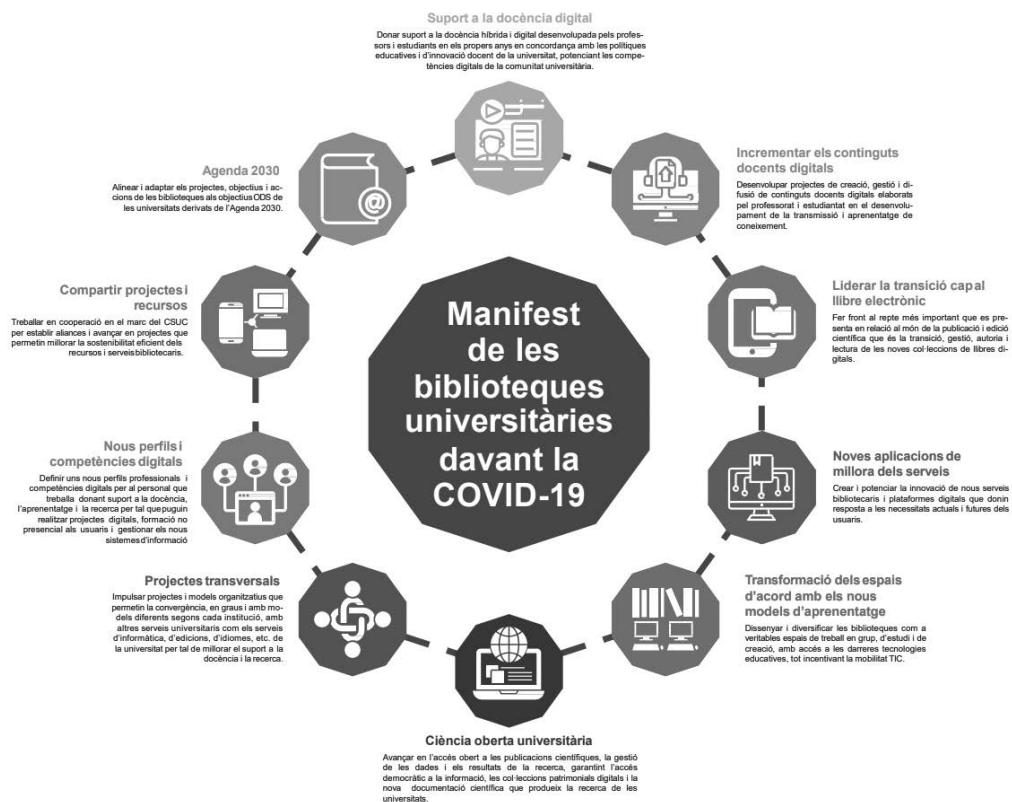 Suport a la docència digital
Donar suport a la docència híbrida i digital desenvolupada pels profes-
sors i estudiants en els propers anys en concordança amb les polítiques
educatives i d'innovació docent de la universitat, potenciant les compe-
tències digitals de la comunitat universitària.
Incrementar els continguts
docents digitals
Desenvolupar projectes de creació, gestió i di-
fusió de continguts docents digitals elaborats
pel professorat i estudiantat en el desenvolu-
pament de la transmissió i aprenentatge de
coneixement.
Liderar la transició cap al
llibre electrònic
Fer front al repte més important que es pre-
senta en relació al món de la publicació i edició
científica que és la transició, gestió, autoria i
lectura de les noves col·leccions de llibres di-
gitals.
Noves aplicacions de
millora dels serveis
Crear i potenciar la innovació de nous serveis
bibliotecaris i plataformes digitals que donin
resposta a les necessitats actuals i futures dels
usuaris.
Transformació dels espais
d'acord amb els nous
models d'aprenentatge
Dissenyar i diversificar les biblioteques com a
veritables espais de treball en grup, d'estudi i de
creació, amb accés a les darreres tecnologies
educatives, tot incentivant la mobilitat TIC.
Ciència oberta universitària
Avançar en l'accés obert a les publicacions científiques, la gestió
de les dades i els resultats de la recerca, garantint l'accés
democràtic a la informació, les col·leccions patrimonials digitals i la
nova documentació científica que produeix la recerca de les
universitats.
Projectes transversals
Impulsar projectes i models organitzatius que
permetin la convergència, en graus i amb mo-
dels diferents segons cada institució, amb
altres serveis universitaris com els serveis
d'informàtica, d'edicions, d'idiomes, etc. de
la universitat per tal de millorar el suport a la
docència i la recerca.
Nous perfils i
competències digitals
Definir uns nous perfils professionals i
competències digitals per al personal que
treballa donant suport a la docència,
l'aprenentatge i la recerca per tal que puguin
realitzar projectes digitals, formació no
presencial als usuaris i gestionar els nous
sistemes d'informació
Compartir projectes i
recursos
Treballar en cooperació en el marc del CSUC
per establir aliances i avançar en projectes que
permetin millorar la sostenibilitat eficient dels
recursos i serveis bibliotecaris.
Agenda 2030
Alinear i adaptar els projectes, objectius i ac-
cions de les biblioteques als objectius ODS de
les universitats derivats de l'Agenda 2030.
@
Manifest
de les
biblioteques
universitàries
davant la
COVID-19